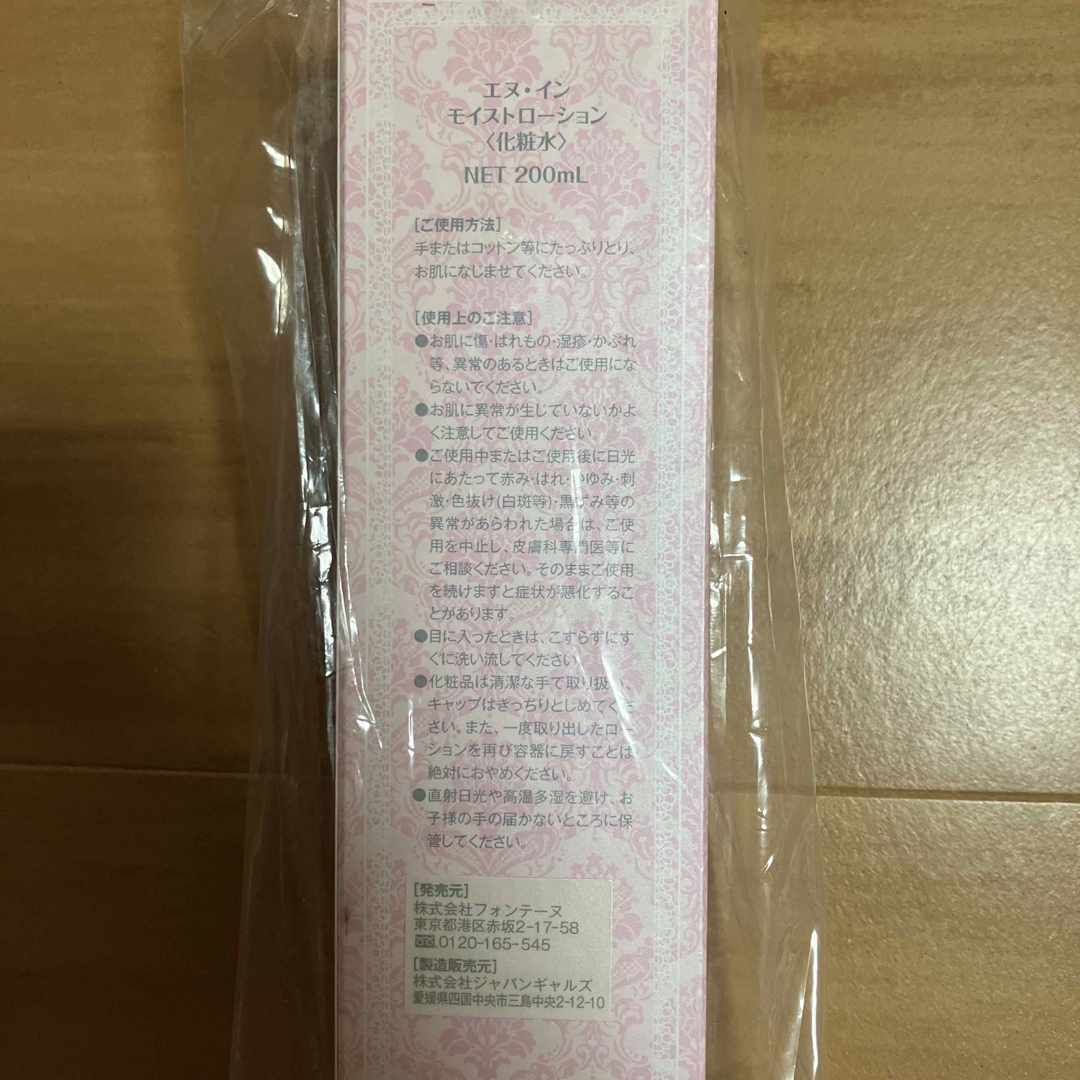 エヌ・イン
モイストローション
〈化粧水〉
NET 200mL
[ご使用方法]
手またはコットン等にたっぷりとり、
お肌になじませてください。
[使用上のご注意]
●お肌に傷・はれもの・湿疹・かぶれ
等、異常のあるときはご使用にな
らないでください。
●お肌に異常が生じていないかよ
く注意してご使用ください。
●ご使用中またはご使用後に日光
にあたって赤み・はれ・かゆみ・刺
激・色抜け(白斑等)・黒ずみ等の
異常があらわれた場合は、ご使
用を中止し、皮膚科専門医等に
ご相談ください。そのままご使用
を続けますと症状が悪化するこ
とがあります。
●目に入ったときは、こすらずにす
ぐに洗い流してください。
●化粧品は清潔な手で取り扱い、
キャップはきっちりとしめてくだ
さい。また、一度取り出したロー
ションを再び容器に戻すことは
絶対におやめください。
●直射日光や高温多湿を避け、お
子様の手の届かないところに保
管してください。
[発売元]
株式会社フォンテーヌ
東京都港区赤坂2-17-58
0120-165-545
[製造販売元]
株式会社ジャパンギャルズ
愛媛県四国中央市三島中央2-12-10